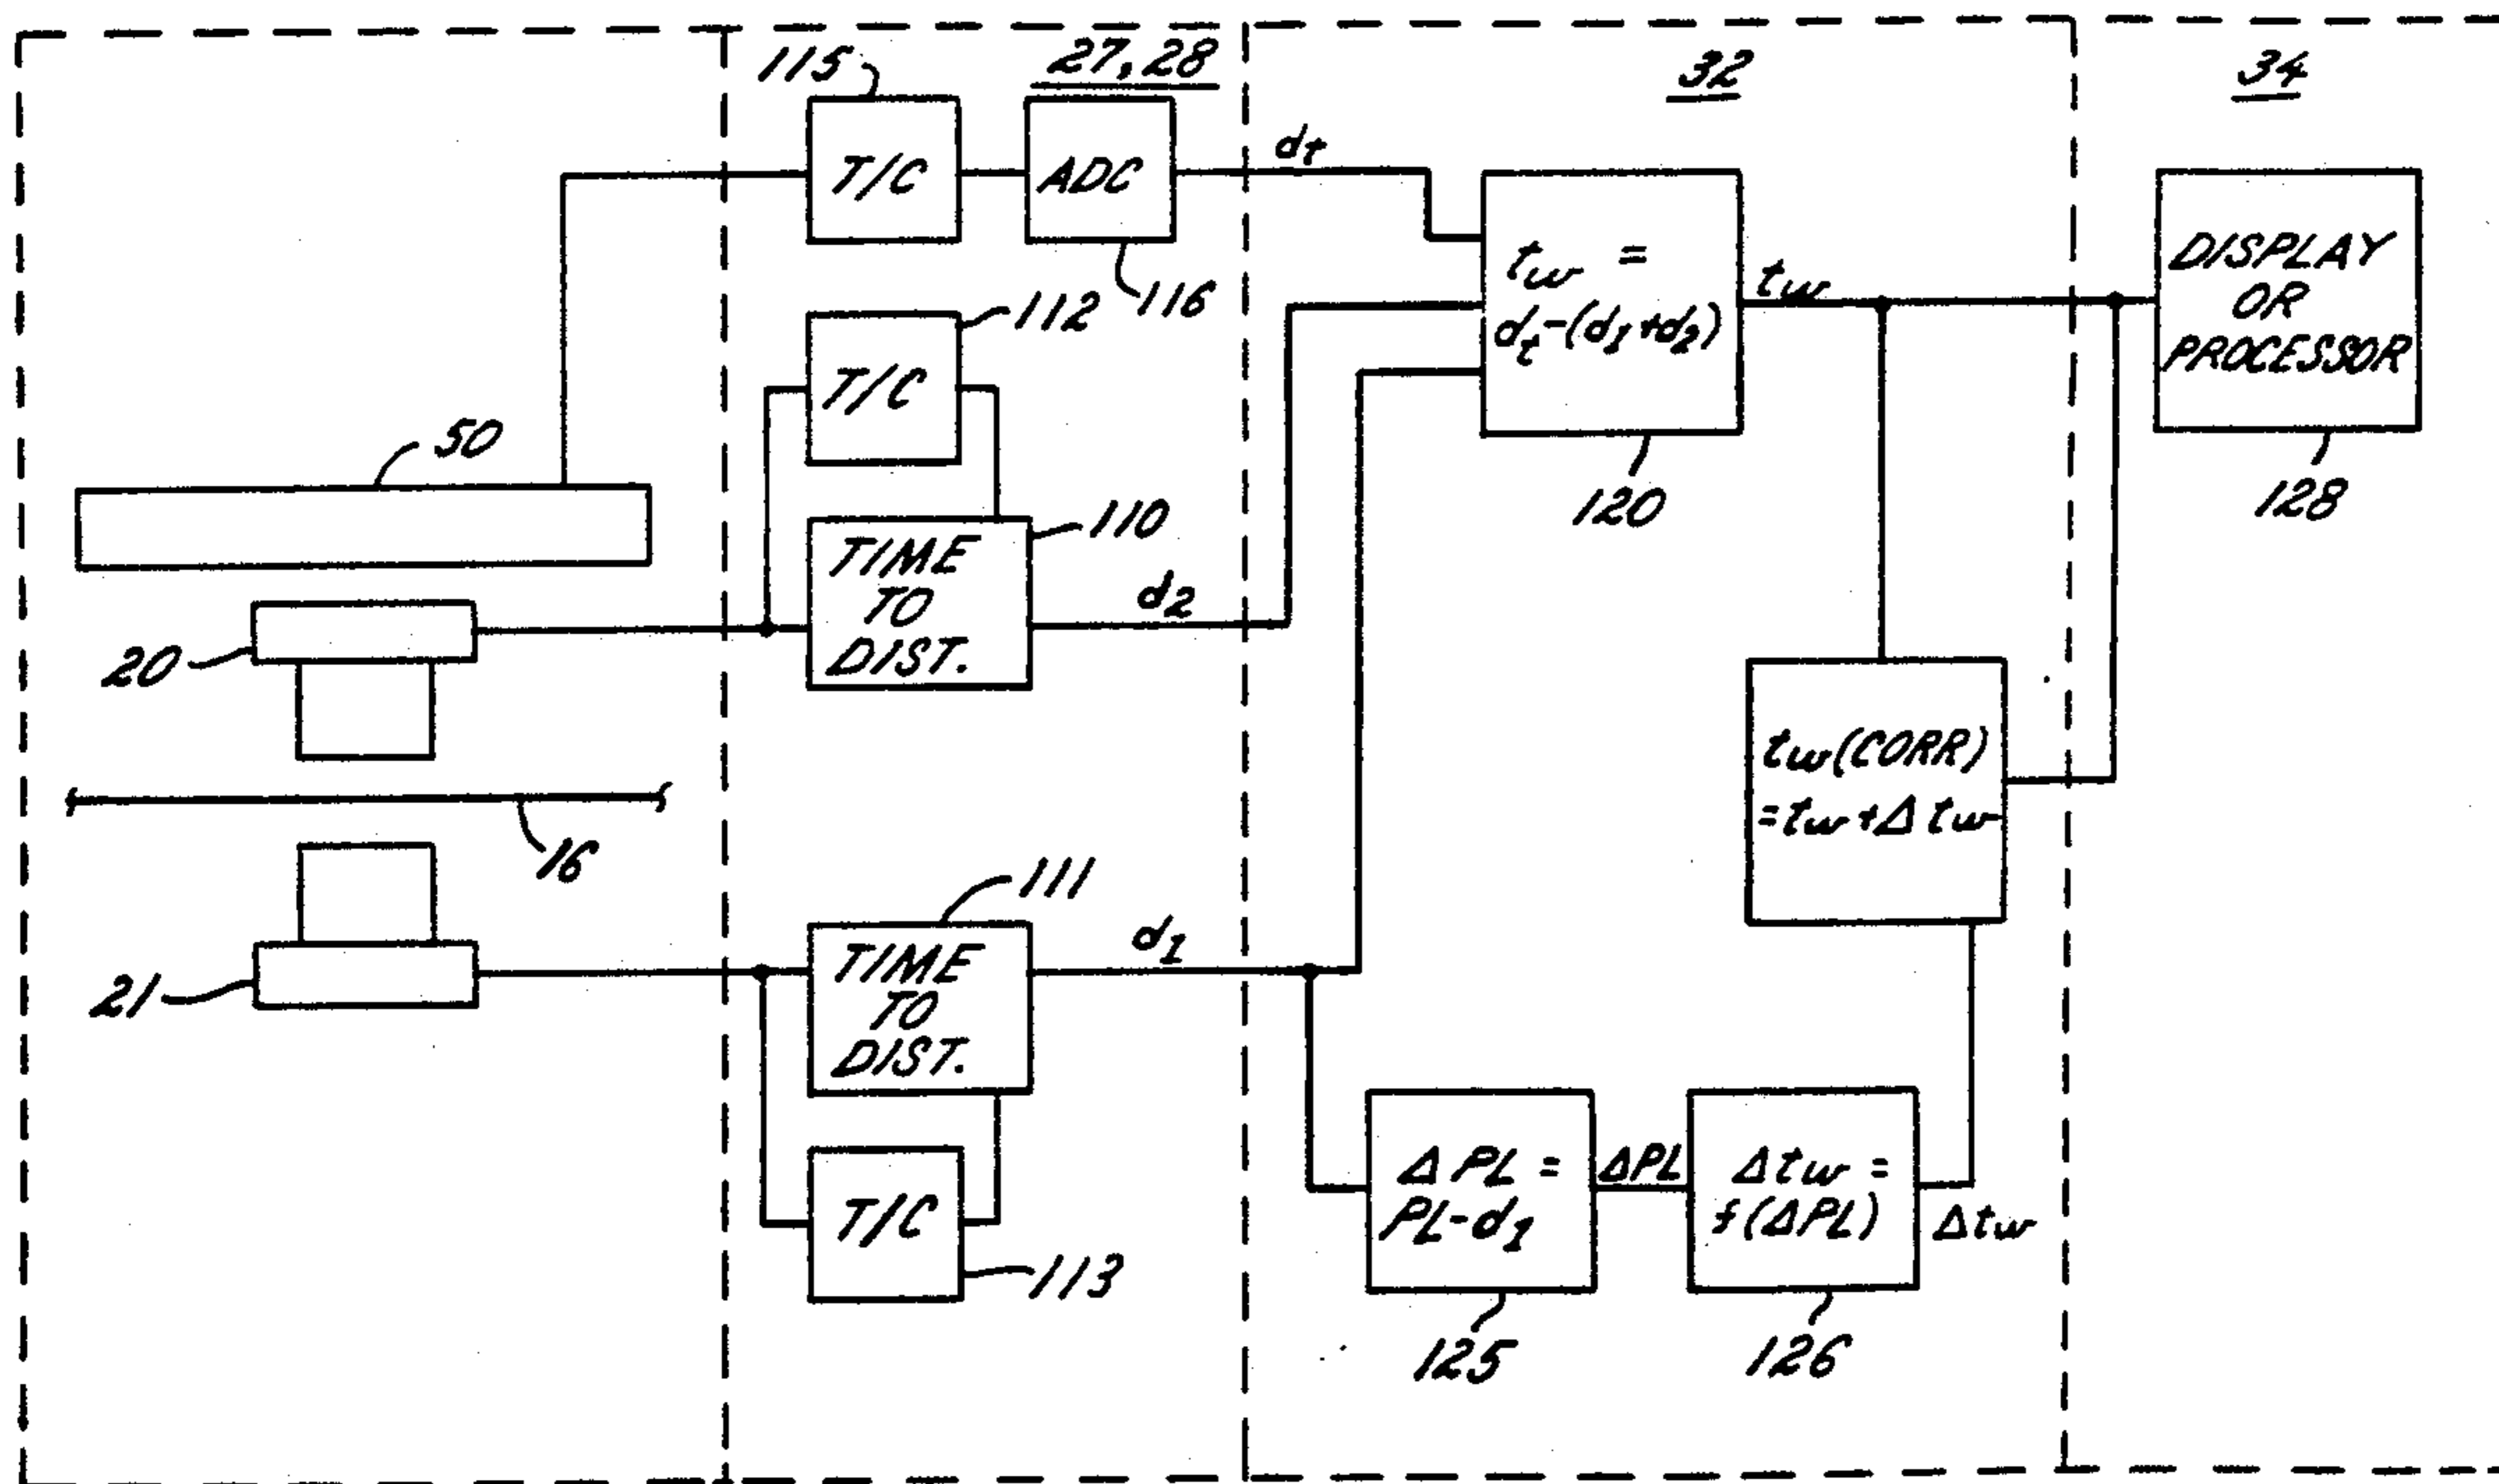 27,28
32
34
115
T/C
ADC
116
dt
tw =
dt-(d1+d2)
120
tw
DISPLAY
OR
PROCESSOR
128
112
T/C
50
110
TIME
TO
DIST.
d2
20
16
tw(CORR)
=tw+Δtw
111
TIME
TO
DIST.
d1
21
T/C
113
ΔPL =
PL-d1
125
ΔPL
Δtw =
f(ΔPL)
126
Δtw